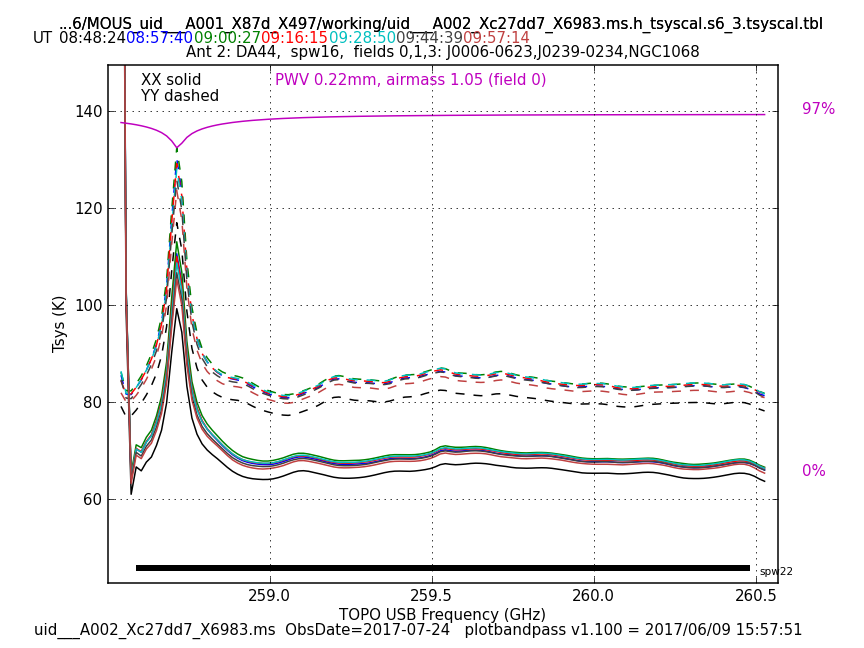 ...6/MOUS_uid___A001_X87d_X497/working/uid___A002_Xc27dd7_X6983.ms.h_tsyscal.s6_3.tsyscal.tbl
UT 08:48:24 08:57:40 09:00:27 09:16:15 09:28:50 09:44:39 09:57:14
Ant 2: DA44, spw16, fields 0,1,3: J0006-0623,J0239-0234,NGC1068
XX solid
YY dashed
PWV 0.22mm, airmass 1.05 (field 0)
97%
0%
140
120
100
80
60
Tsys (K)
spw22
259.0 259.5 260.0 260.5
TOPO USB Frequency (GHz)
uid___A002_Xc27dd7_X6983.ms ObsDate=2017-07-24 plotbandpass v1.100 = 2017/06/09 15:57:51